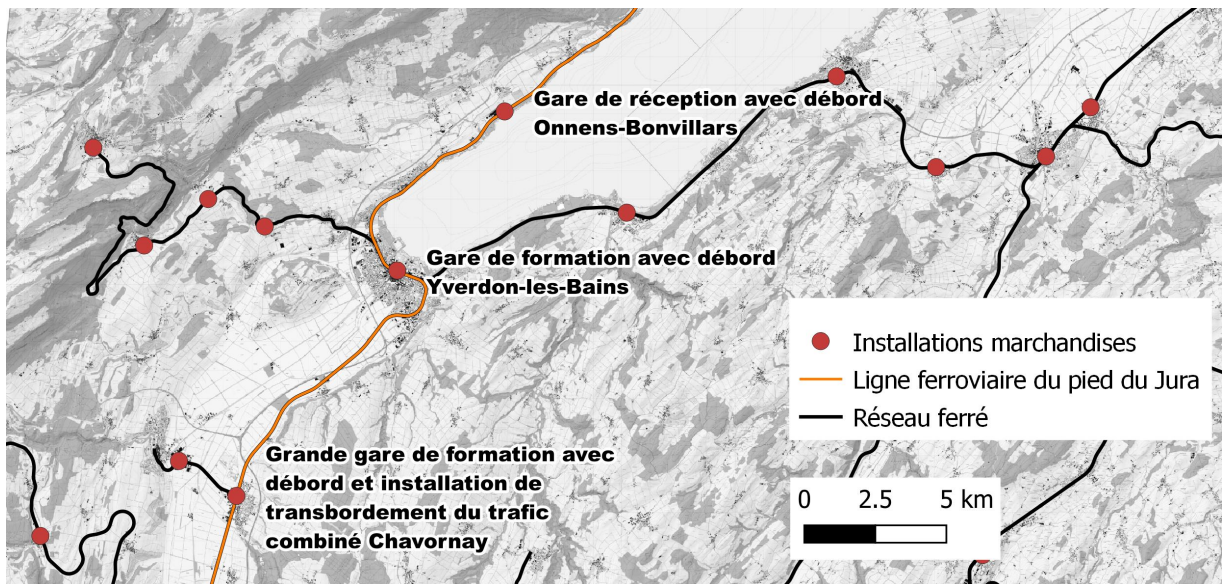 Gare de réception avec débord
Onnens-Bonvillars
Gare de formation avec débord
Yverdon-les-Bains
Installations marchandises
Ligne ferroviaire du pied du Jura
Réseau ferré
Grande gare de formation avec
débord et installation de
transbordement du trafic
combiné Chavornay
0 2.5 5 km